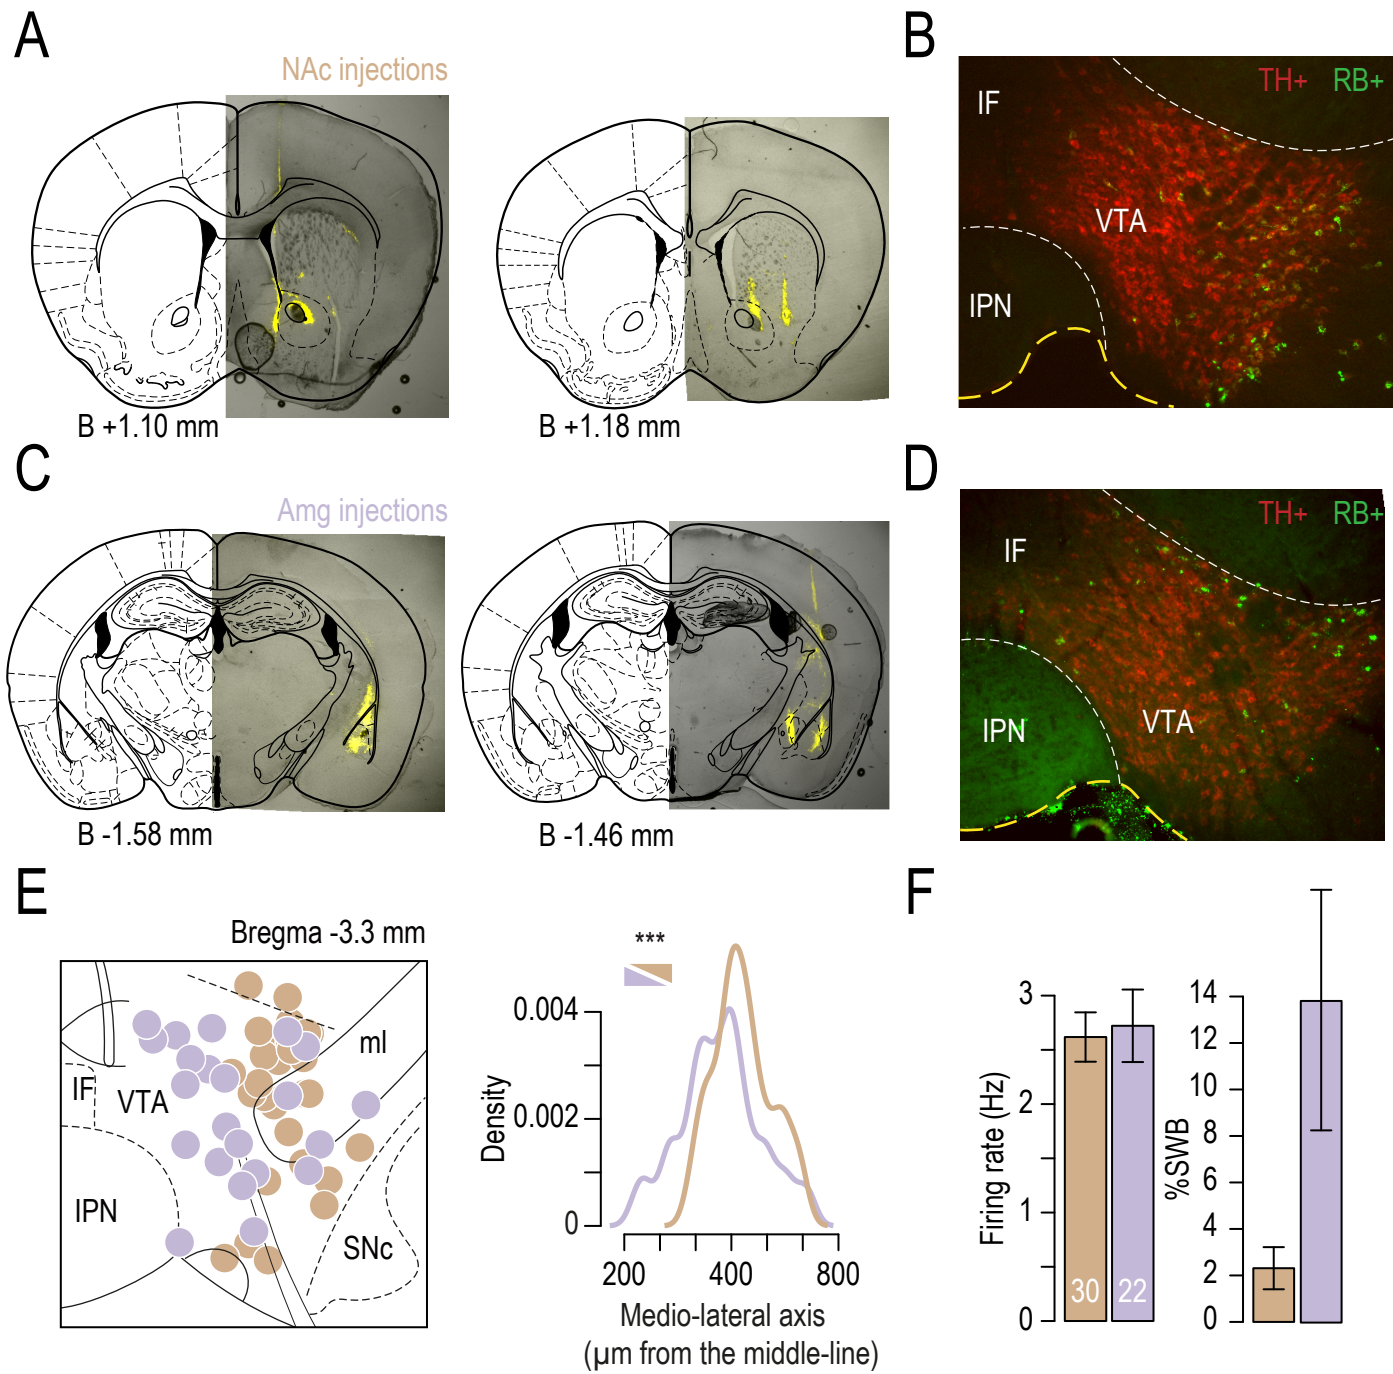 A
NAc injections
B +1.10 mm
B +1.18 mm
B
TH+ RB+
IF
VTA
IPN
C
Amg injections
B -1.58 mm
B -1.46 mm
D
TH+ RB+
IF
IPN
VTA
E
Bregma -3.3 mm
ml
IF
VTA
IPN
SNc
***
Density
0.004
0.002
0
200 400 800
Medio-lateral axis
(µm from the middle-line)
F
Firing rate (Hz)
3
2
1
0
30 22
%SWB
14
12
10
8
6
4
2
0